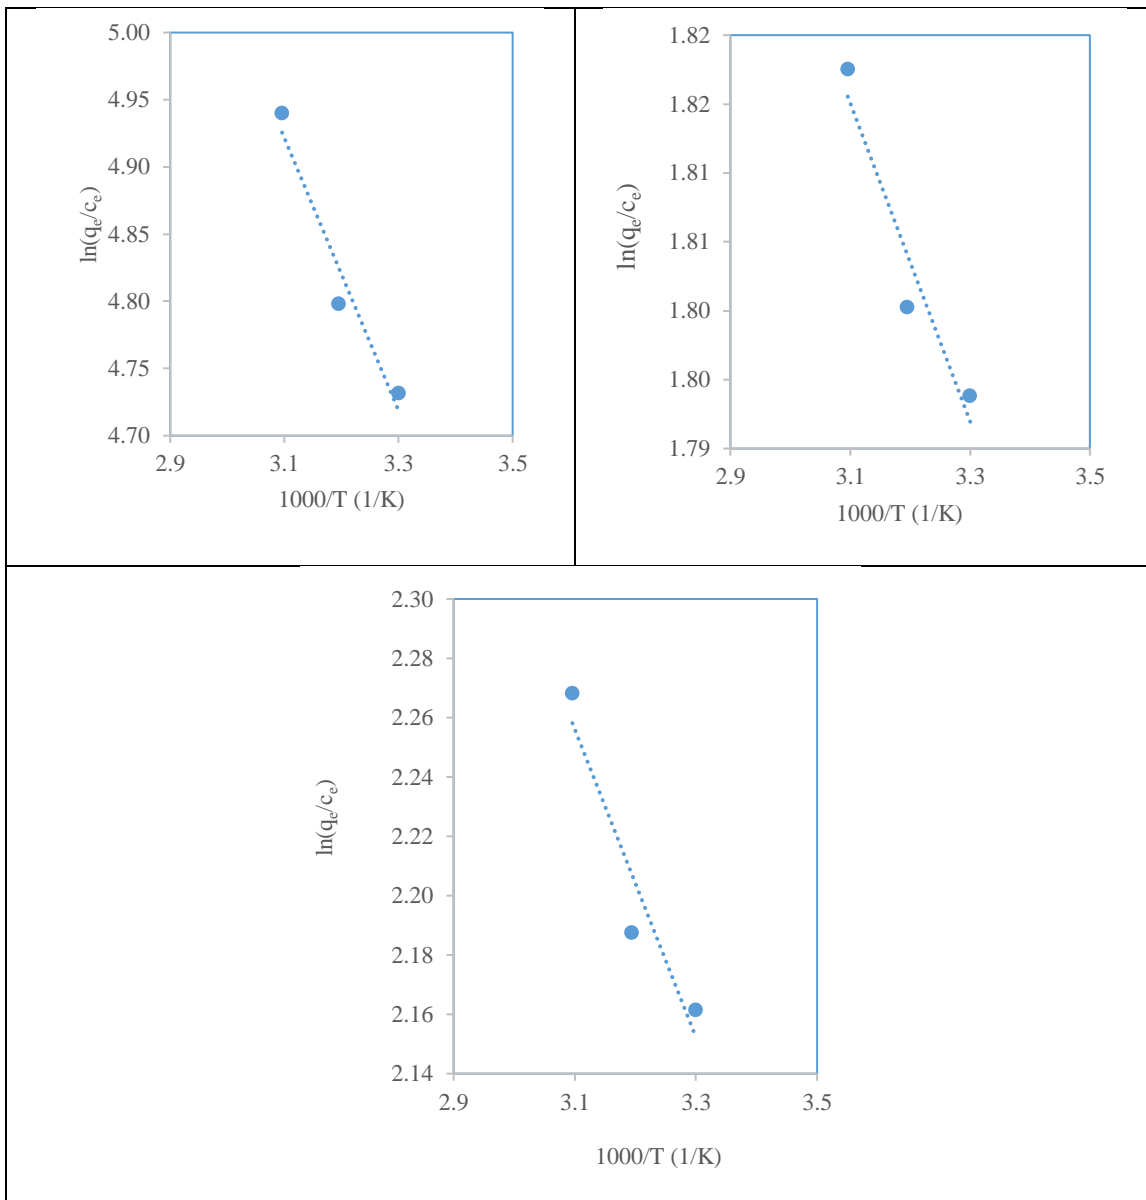 5.00
4.95
4.90
4.85
4.80
4.75
4.70
ln(qₑ/cₑ)
2.9 3.1 3.3 3.5
1000/T (1/K)
1.82
1.82
1.81
1.81
1.80
1.80
1.79
ln(qₑ/cₑ)
2.9 3.1 3.3 3.5
1000/T (1/K)
2.30
2.28
2.26
2.24
2.22
2.20
2.18
2.16
2.14
ln(qₑ/cₑ)
2.9 3.1 3.3 3.5
1000/T (1/K)